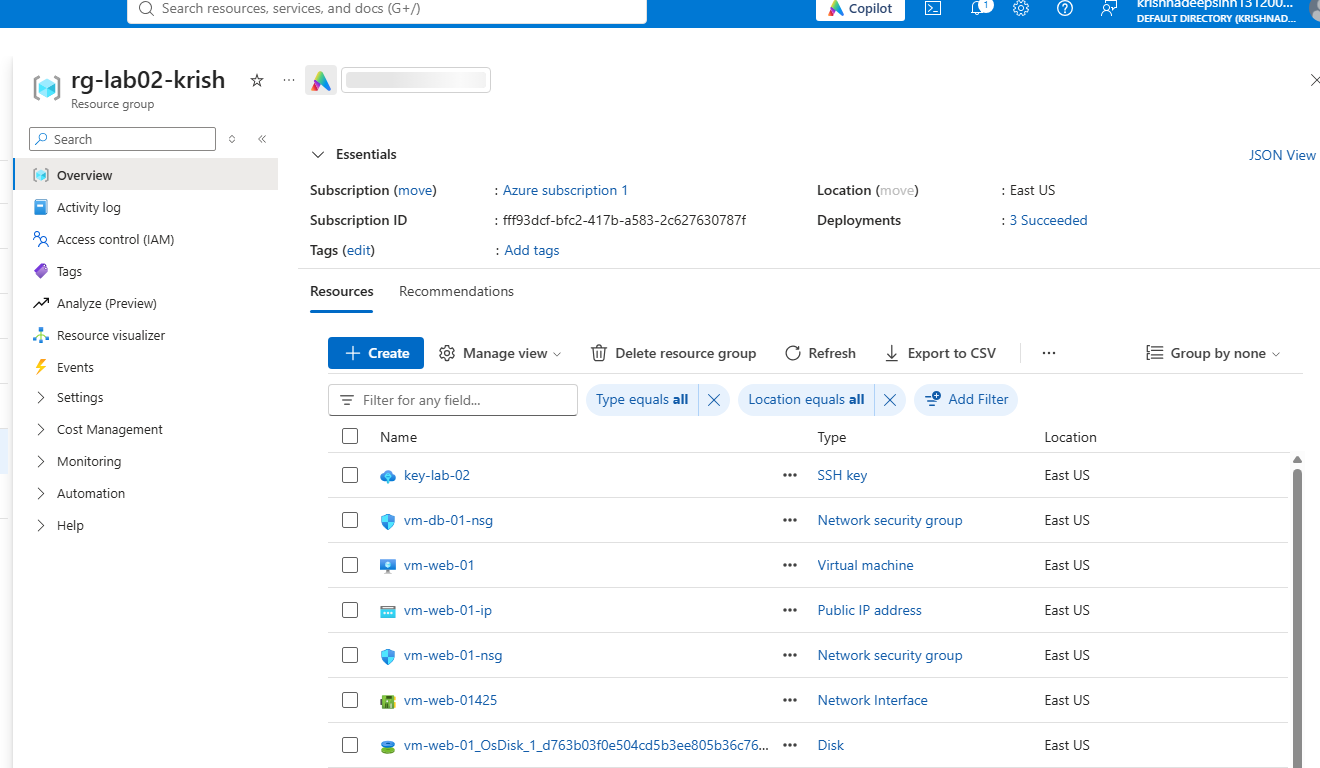 Search resources, services, and docs (G+/)
Copilot
1
DEFAULT DIRECTORY (KRISHNAD...
rg-lab02-krish
Resource group
Search
Overview
Activity log
Access control (IAM)
Tags
Analyze (Preview)
Resource visualizer
Events
Settings
Cost Management
Monitoring
Automation
Help
Essentials
JSON View
Subscription (move) : Azure subscription 1
Location (move) : East US
Subscription ID : fff93dcf-bfc2-417b-a583-2c627630787f
Deployments : 3 Succeeded
Tags (edit) : Add tags
Resources Recommendations
Create Manage view Delete resource group Refresh Export to CSV Group by none
Filter for any field... Type equals all Location equals all Add Filter
Name Type Location
key-lab-02 SSH key East US
vm-db-01-nsg Network security group East US
vm-web-01 Virtual machine East US
vm-web-01-ip Public IP address East US
vm-web-01-nsg Network security group East US
vm-web-01425 Network Interface East US
vm-web-01_OsDisk_1_d763b03f0e504cd5b3ee805b36c76... Disk East US